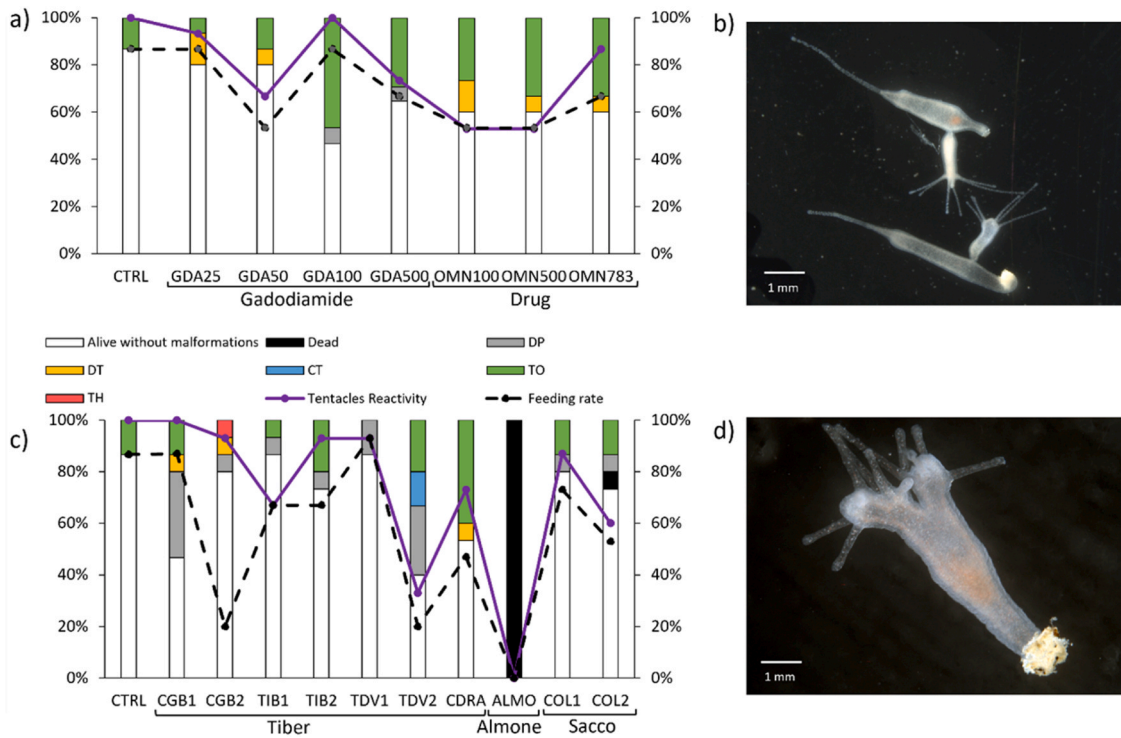 a)
100%
80%
60%
40%
20%
0%
100%
80%
60%
40%
20%
0%
CTRL GDA25 GDA50 GDA100 GDA500 OMN100 OMN500 OMN783
Gadodiamide Drug
b)
1 mm
Alive without malformations Dead DP
DT CT TO
TH Tentacles Reactivity Feeding rate
c)
100%
80%
60%
40%
20%
0%
100%
80%
60%
40%
20%
0%
CTRL CGB1 CGB2 TIB1 TIB2 TDV1 TDV2 CDRA ALMO COL1 COL2
Tiber Almone Sacco
d)
1 mm